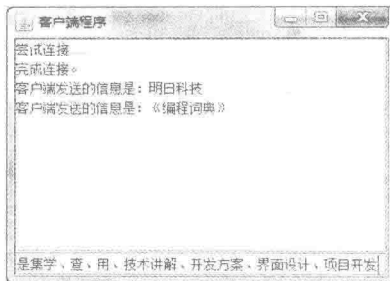 客户端程序
尝试连接
完成连接。
客户端发送的信息是：明日科技
客户端发送的信息是：《编程词典》
是集学、查、用、技术讲解、开发方案、界面设计、项目开发